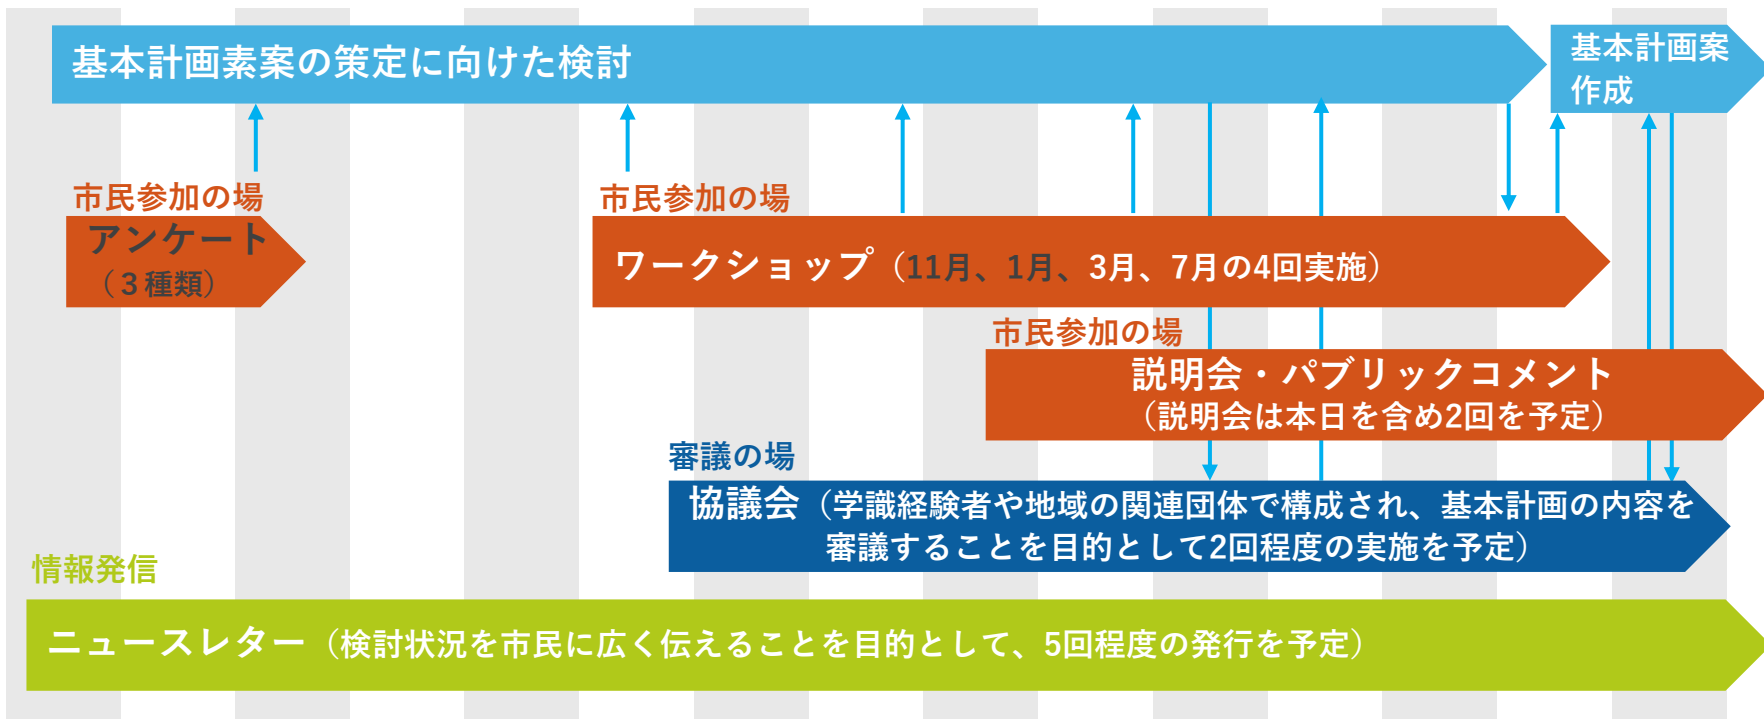 基本計画素案の策定に向けた検討
基本計画案
作成
市民参加の場
アンケート
（３種類）
市民参加の場
ワークショップ（11月、1月、3月、7月の4回実施）
市民参加の場
説明会・パブリックコメント
（説明会は本日を含め2回を予定）
審議の場
協議会（学識経験者や地域の関連団体で構成され、基本計画の内容を
審議することを目的として2回程度の実施を予定）
情報発信
ニュースレター（検討状況を市民に広く伝えることを目的として、5回程度の発行を予定）